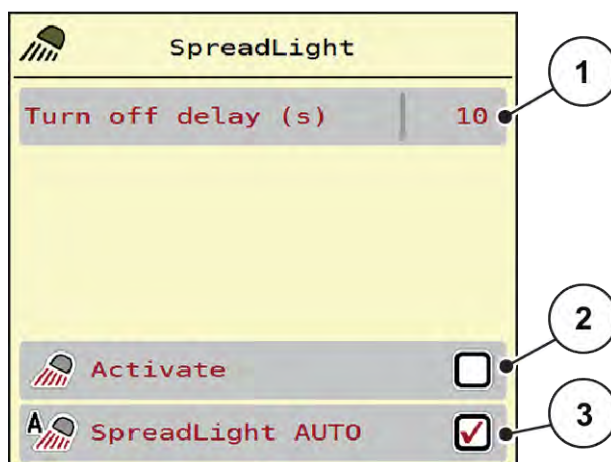 SpreadLight
Turn off delay (s) 10
1
Activate
2
A
SpreadLight AUTO
3